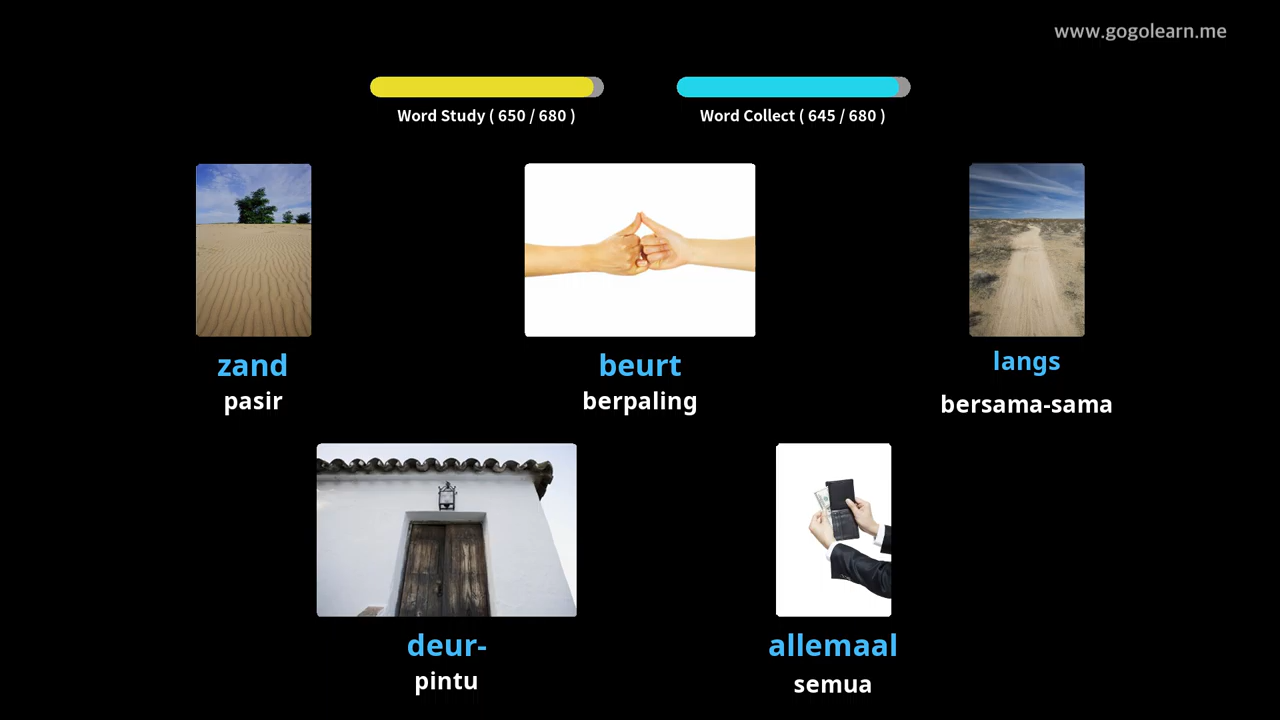 www.gogolearn.me
Word Study ( 650 / 680 )
Word Collect ( 645 / 680 )
zand
pasir
beurt
berpaling
langs
bersama-sama
deur-
pintu
allemaal
semua